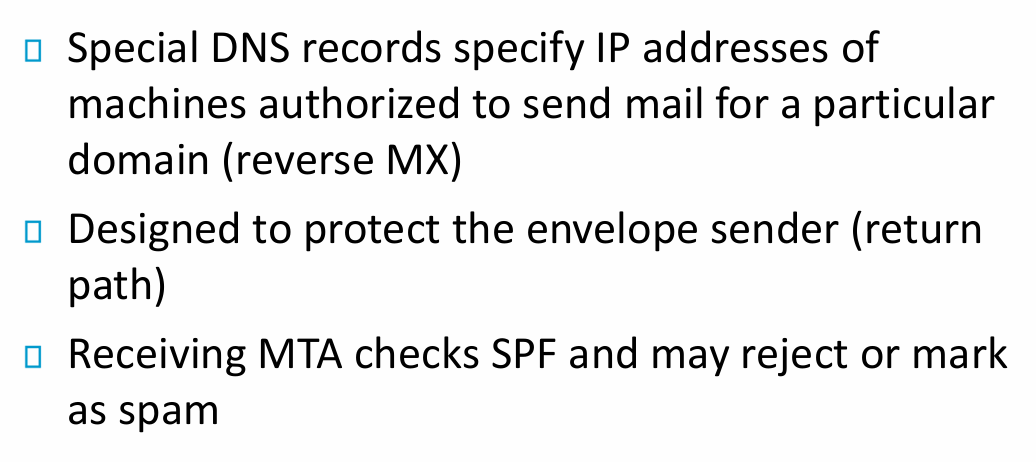 Special DNS records specify IP addresses of
machines authorized to send mail for a particular
domain (reverse MX)
Designed to protect the envelope sender (return
path)
Receiving MTA checks SPF and may reject or mark
as spam